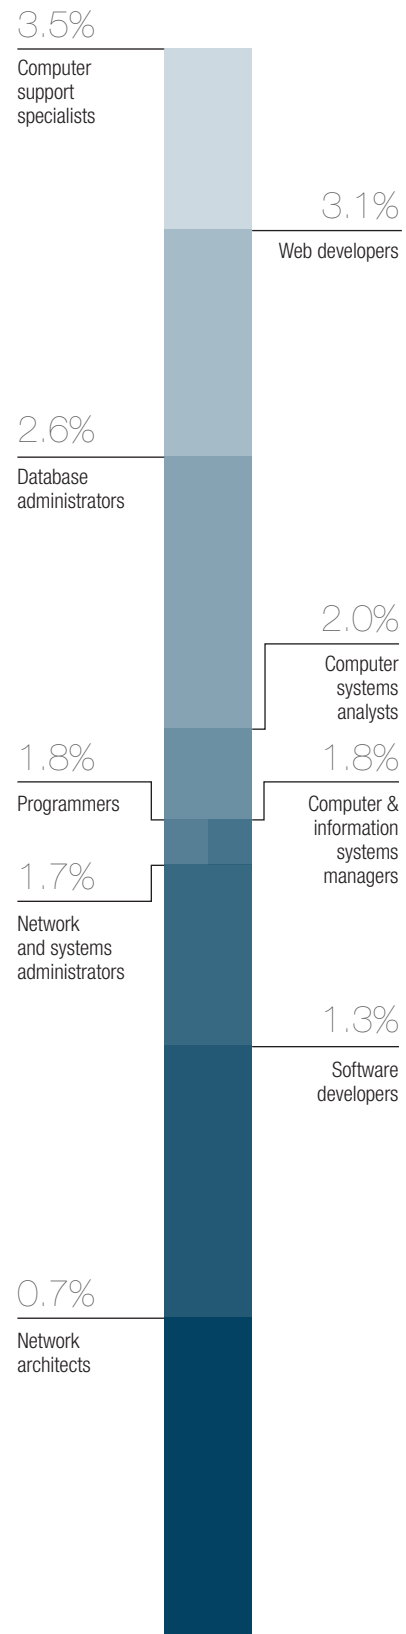 3.5%
Computer
support
specialists
3.1%
Web developers
2.6%
Database
administrators
2.0%
Computer
systems
analysts
1.8%
Programmers
1.8%
Computer &
information
systems
managers
1.7%
Network
and systems
administrators
1.3%
Software
developers
0.7%
Network
architects